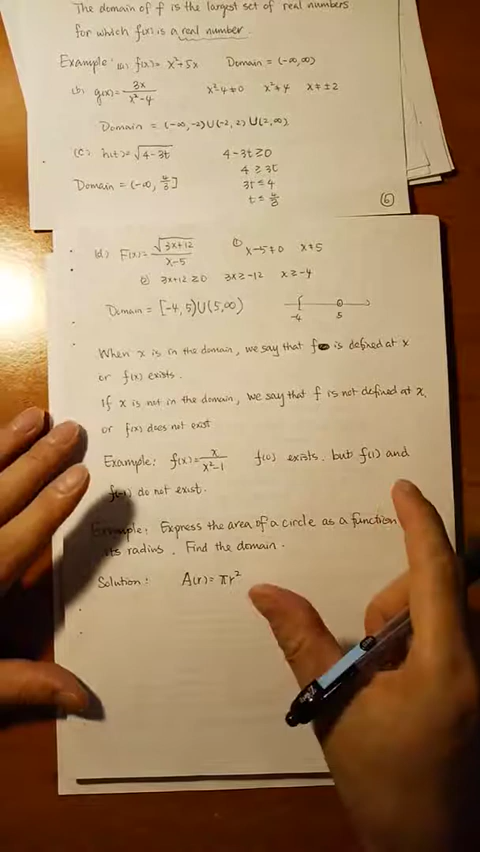 The domain of f is the largest set of real numbers
for which f(x) is a real number.
Example: (a) f(x) = x²+5x Domain = (-∞,∞)
(b) g(x) = 3x/(x²-4) x²-4≠0 x²≠4 x≠±2
Domain = (-∞,-2)∪(-2,2)∪(2,∞)
(c) h(t) = √(4-3t) 4-3t≥0
4≥3t
Domain = (-∞, 4/3] 3t≤4
t≤4/3
6
(d) F(x) = √(3x+12)/(x-5) ① x-5≠0 x≠5
② 3x+12≥0 3x≥-12 x≥-4
Domain = [-4,5)∪(5,∞)
-4 5
When x is in the domain, we say that f is defined at x
or f(x) exists.
If x is not in the domain, we say that f is not defined at x,
or f(x) does not exist
Example: f(x) = x/(x²-1) f(0) exists, but f(1) and
f(-1) do not exist.
Example: Express the area of a circle as a function
its radius. Find the domain.
Solution: A(r) = πr²